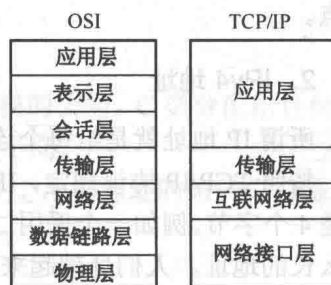 OSI
TCP/IP
应用层
表示层
会话层
传输层
网络层
数据链路层
物理层
应用层
传输层
互联网络层
网络接口层